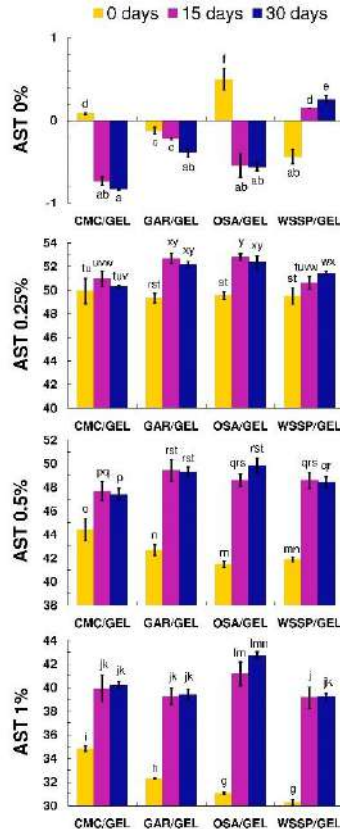 0 days 15 days 30 days
AST 0%
1
0
-1
d ab a
c c ab
f ab ab
ab d e
CMC/GEL GAR/GEL OSA/GEL WSSP/GEL
AST 0.25%
54
52
50
48
46
44
42
40
tu uvw tuv
rst xy xy
st y xy
st tuvw wx
CMC/GEL GAR/GEL OSA/GEL WSSP/GEL
AST 0.5%
52
50
48
46
44
42
40
38
o pq p
n rst rst
m qrs rst
mn qrs qr
CMC/GEL GAR/GEL OSA/GEL WSSP/GEL
AST 1%
44
42
40
38
36
34
32
30
i jk jk
h jk jk
g lm lmn
g j jk
CMC/GEL GAR/GEL OSA/GEL WSSP/GEL